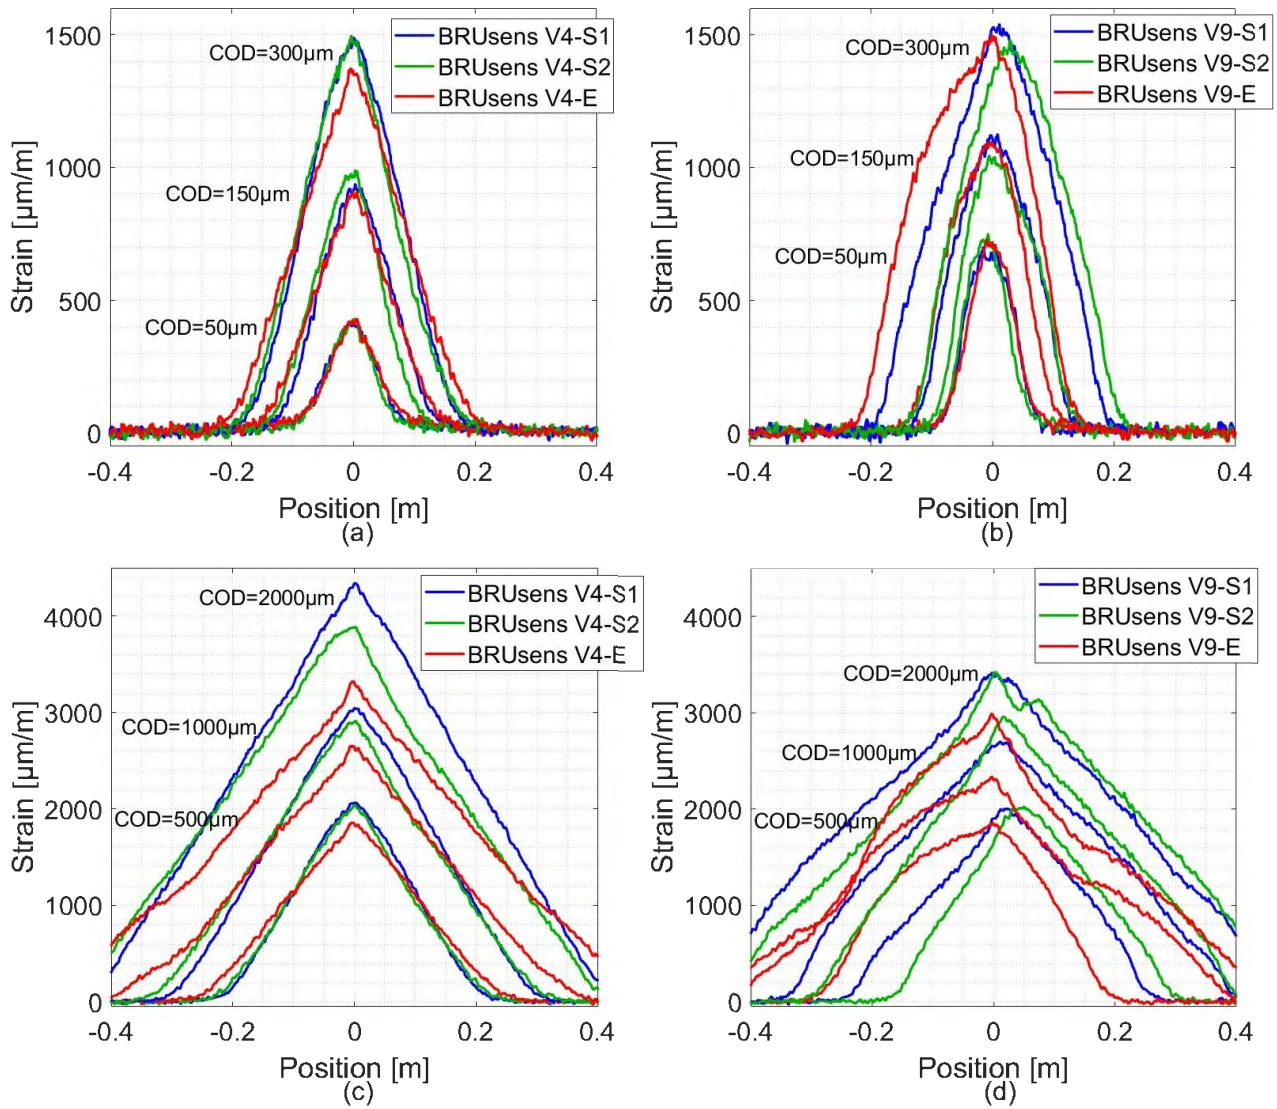 1500
1000
500
0
Strain [µm/m]
COD=300µm
COD=150µm
COD=50µm
BRUsens V4-S1
BRUsens V4-S2
BRUsens V4-E
-0.4
-0.2
0
0.2
0.4
Position [m]
(a)
1500
1000
500
0
Strain [µm/m]
COD=300µm
COD=150µm
COD=50µm
BRUsens V9-S1
BRUsens V9-S2
BRUsens V9-E
-0.4
-0.2
0
0.2
0.4
Position [m]
(b)
4000
3000
2000
1000
0
Strain [µm/m]
COD=2000µm
COD=1000µm
COD=500µm
BRUsens V4-S1
BRUsens V4-S2
BRUsens V4-E
-0.4
-0.2
0
0.2
0.4
Position [m]
(c)
4000
3000
2000
1000
0
Strain [µm/m]
COD=2000µm
COD=1000µm
COD=500µm
BRUsens V9-S1
BRUsens V9-S2
BRUsens V9-E
-0.4
-0.2
0
0.2
0.4
Position [m]
(d)